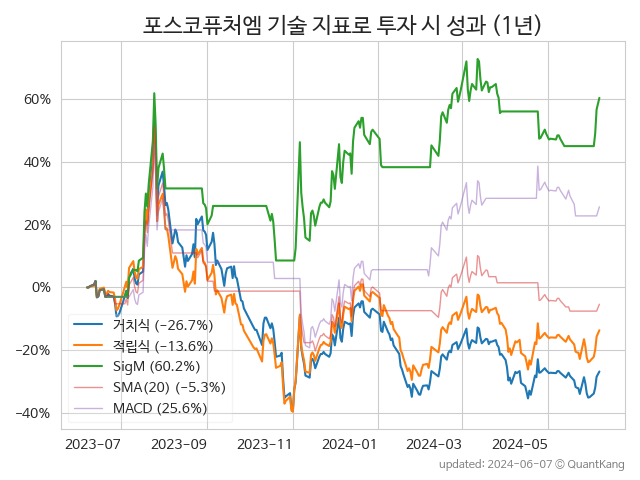 포스코퓨처엠 기술 지표로 투자 시 성과 (1년)
60%
40%
20%
0%
−20%
−40%
거치식 (−26.7%)
적립식 (−13.6%)
SigM (60.2%)
SMA(20) (−5.3%)
MACD (25.6%)
2023-07 2023-09 2023-11 2024-01 2024-03 2024-05
updated: 2024-06-07 © QuantKang